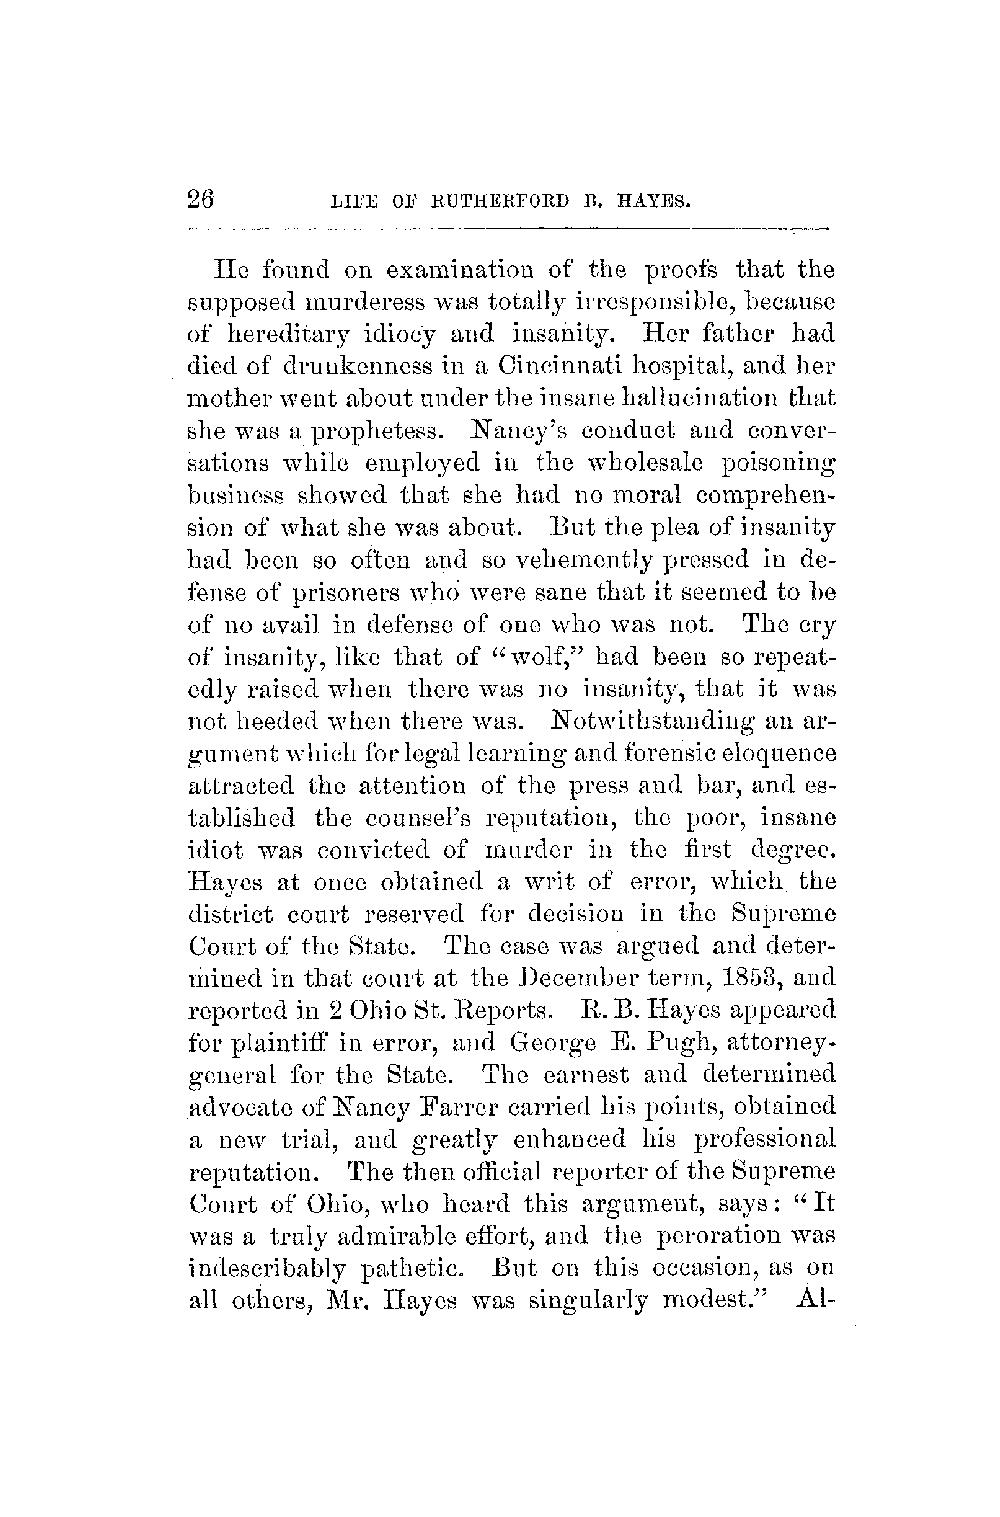 26 LIFE OF RUTHERFORD B. HAYES.
He found on examination of the proofs that the
supposed murderess was totally irresponsible, because
of hereditary idiocy and insanity. Her father had
died of drunkenness in a Cincinnati hospital, and her
mother went about under the insane hallucination that
she was a prophetess. Nancy's conduct and conver-
sations while employed in the wholesale poisoning
business showed that she had no moral comprehen-
sion of what she was about. But the plea of insanity
had been so often and so vehemently pressed in de-
fense of prisoners who were sane that it seemed to be
of no avail in defense of one who was not. The cry
of insanity, like that of "wolf," had been so repeat-
edly raised when there was no insanity, that it was
not heeded when there was. Notwithstanding an ar-
gument which for legal learning and forensic eloquence
attracted the attention of the press and bar, and es-
tablished the counsel's reputation, the poor, insane
idiot was convicted of murder in the first degree.
Hayes at once obtained a writ of error, which the
district court reserved for decision in the Supreme
Court of the State. The case was argued and deter-
mined in that court at the December term, 1853, and
reported in 2 Ohio St. Reports. R. B. Hayes appeared
for plaintiff in error, and George E. Pugh, attorney-
general for the State. The earnest and determined
advocate of Nancy Farrer carried his points, obtained
a new trial, and greatly enhanced his professional
reputation. The then official reporter of the Supreme
Court of Ohio, who heard this argument, says: "It
was a truly admirable effort, and the peroration was
indescribably pathetic. But on this occasion, as on
all others, Mr. Hayes was singularly modest." Al-